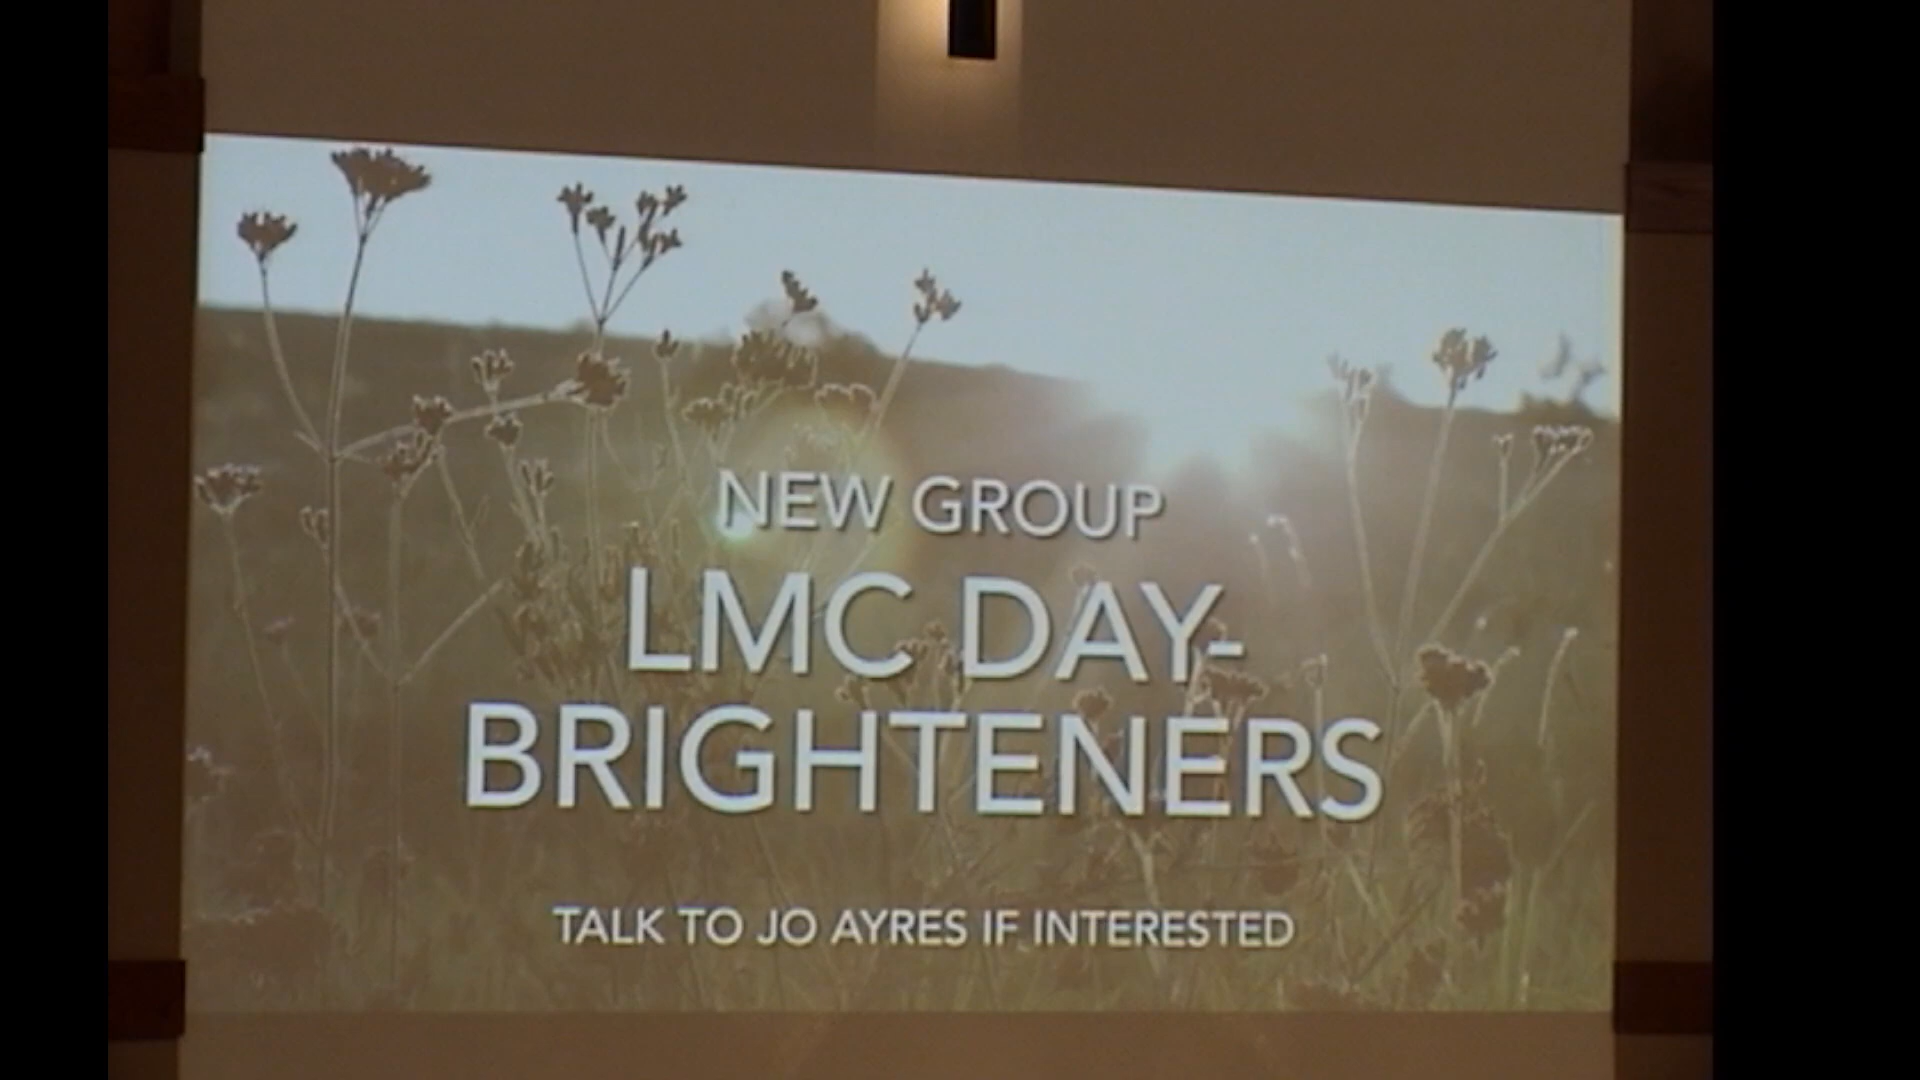 NEW GROUP
LMC DAY-
BRIGHTENERS
TALK TO JO AYRES IF INTERESTED